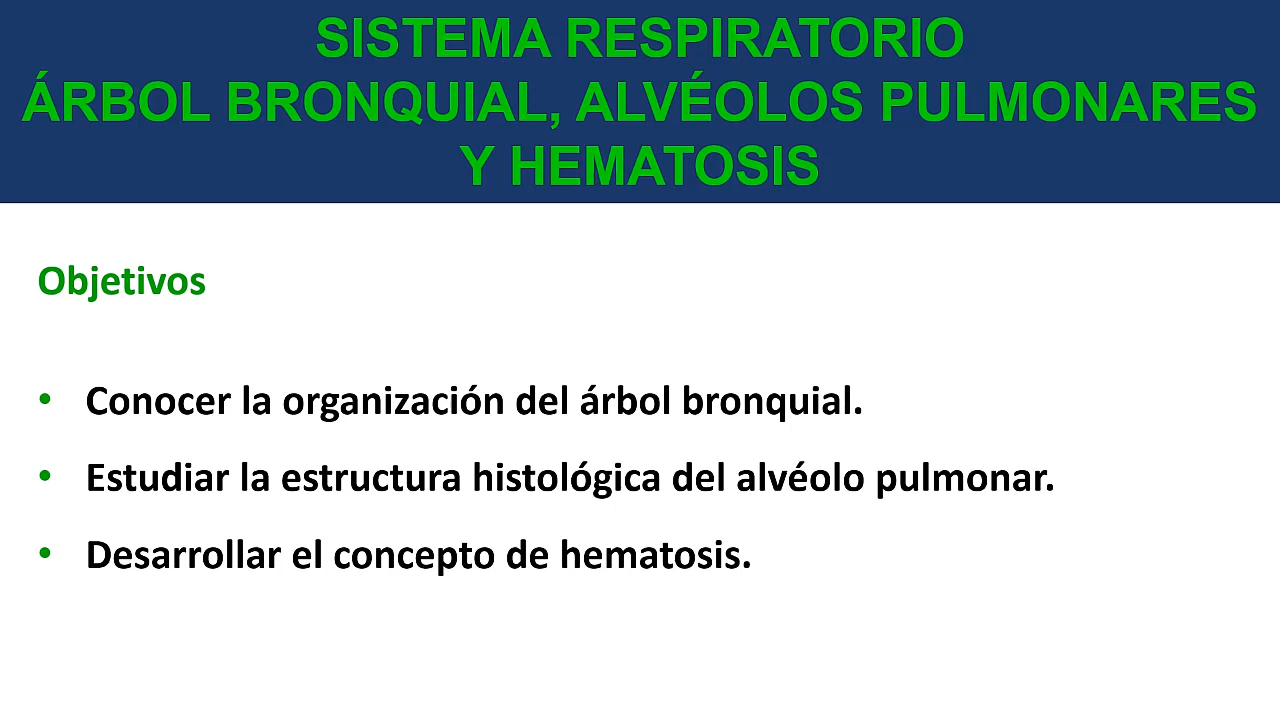 SISTEMA RESPIRATORIO
ÁRBOL BRONQUIAL, ALVÉOLOS PULMONARES
Y HEMATOSIS
Objetivos
• Conocer la organización del árbol bronquial.
• Estudiar la estructura histológica del alvéolo pulmonar.
• Desarrollar el concepto de hematosis.